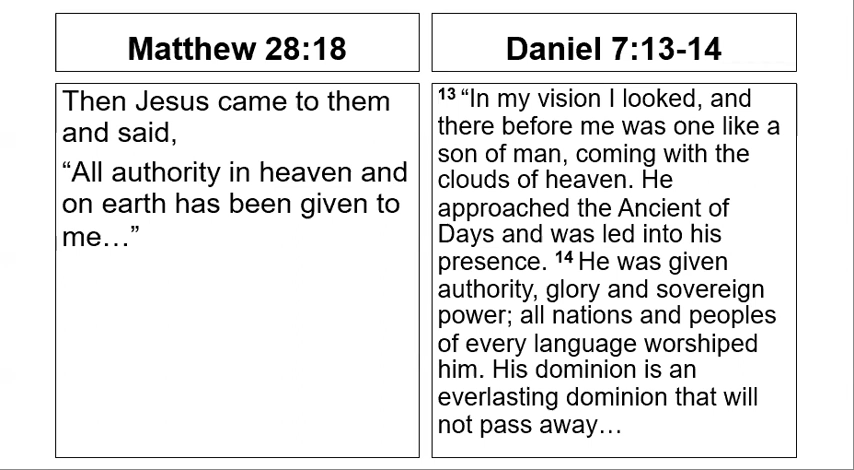 Matthew 28:18
Then Jesus came to them
and said,
“All authority in heaven and
on earth has been given to
me…”
Daniel 7:13-14
13 “In my vision I looked, and
there before me was one like a
son of man, coming with the
clouds of heaven. He
approached the Ancient of
Days and was led into his
presence. 14 He was given
authority, glory and sovereign
power; all nations and peoples
of every language worshiped
him. His dominion is an
everlasting dominion that will
not pass away…